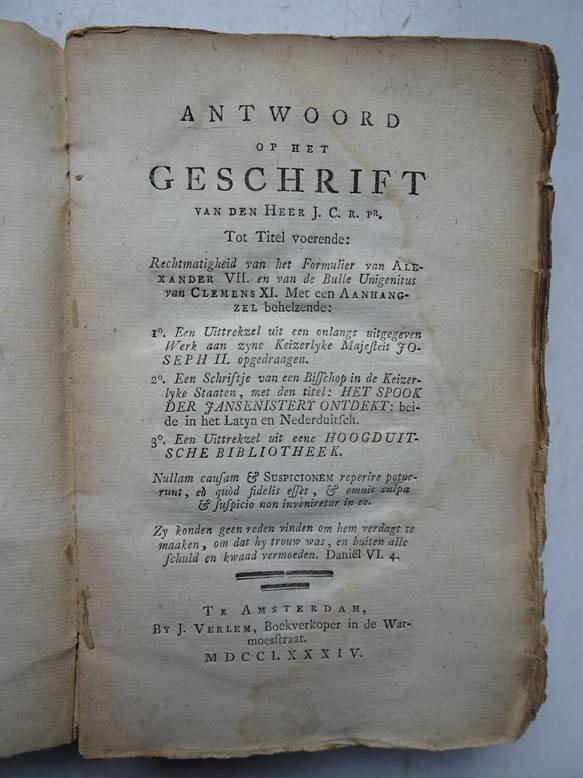 ANTWOORD
OP HET
GESCHRIFT
VAN DEN HEER J. C. R. PR.
Tot Titel voerende:
Rechtmatigheid van het Formulier van ALE-
XANDER VII. en van de Bulle Unigenitus
van CLEMENS XI. Met een AANHANG-
ZEL behelzende:
1º. Een Uittrekzel uit een onlangs uitgegeven
Werk aan zyne Keizerlyke Majeſteit JO-
SEPH II. opgedraagen.
2º. Een Schriftje van een Biſſchop in de Keizer-
lyke Staaten, met den titel: HET SPOOK
DER JANSENISTERY ONTDEKT: bei-
de in het Latyn en Nederduitſch.
3º. Een Uittrekzel uit eene HOOGDUIT-
SCHE BIBLIOTHEEK.
Nullam cauſam & SUSPICIONEM reperire potue-
runt, eò quòd fidelis eſſet, & omnis culpa
& ſuſpicio non inveniretur in eo.
Zy konden geen reden vinden om hem verdagt te
maaken, om dat hy trouw was, en buiten alle
ſchuld en kwaad vermoeden. Daniël VI. 4.
TE AMSTERDAM,
BY J. VERLEM, Boekverkoper in de War-
moesſtraat.
MDCCLXXXIV.